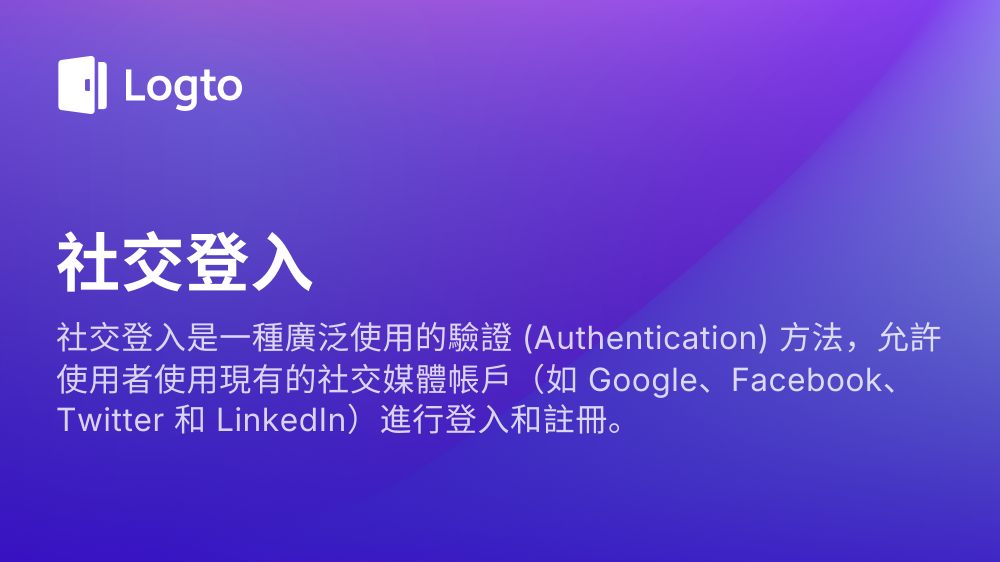 Logto
社交登入
社交登入是一種廣泛使用的驗證 (Authentication) 方法，允許
使用者使用現有的社交媒體帳戶（如 Google、Facebook、
Twitter 和 LinkedIn）進行登入和註冊。